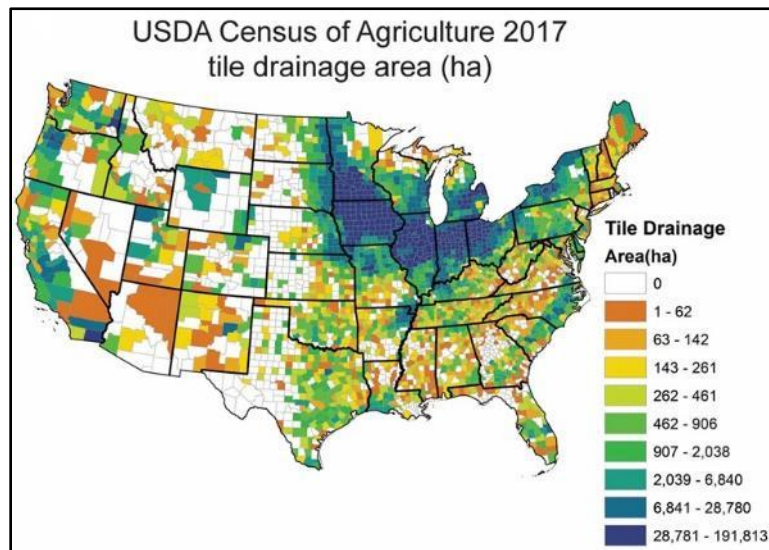 USDA Census of Agriculture 2017
tile drainage area (ha)
Tile Drainage
Area(ha)
0
1 - 62
63 - 142
143 - 261
262 - 461
462 - 906
907 - 2,038
2,039 - 6,840
6,841 - 28,780
28,781 - 191,813